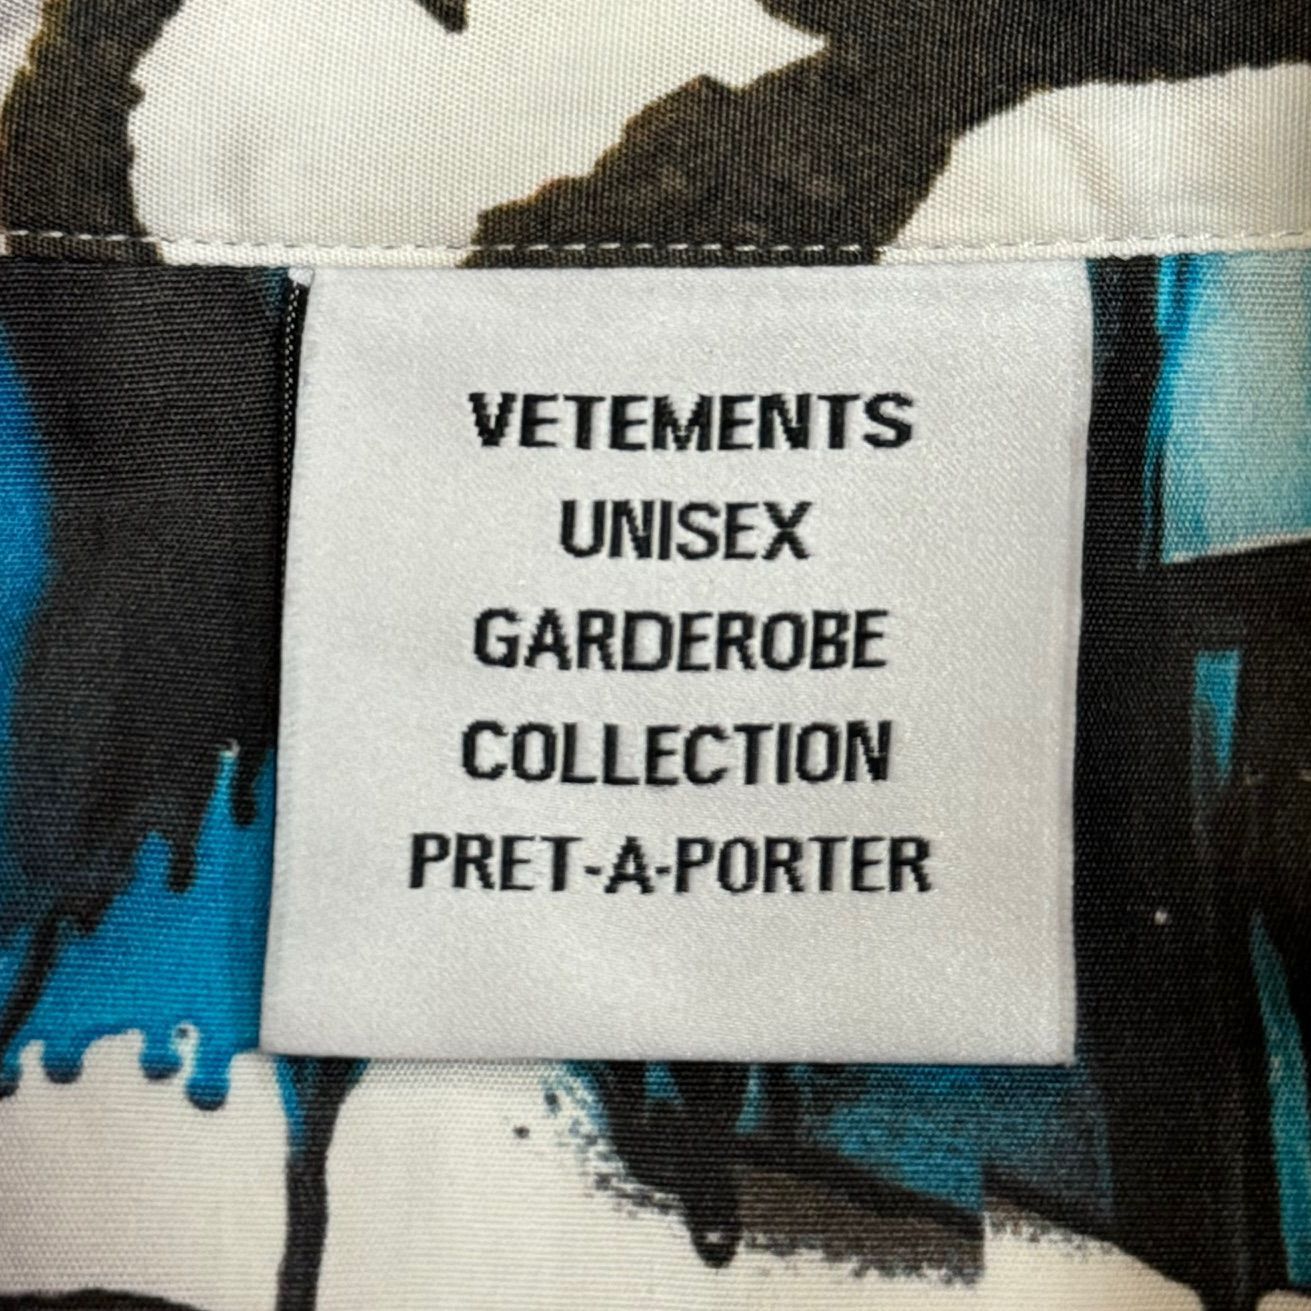 VETEMENTS
UNISEX
GARDEROBE
COLLECTION
PRET-A-PORTER